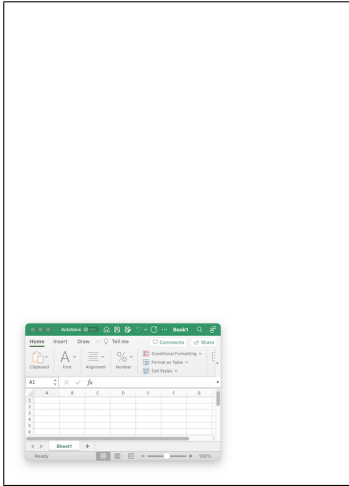 AutoSave Book1
Home Insert Draw Tell me Comments Share
Clipboard Font Alignment Number Conditional Formatting
Format as Table
Cell Styles
A1 fx
A B C D E F G
1
2
3
4
5
6
Sheet1 +
Ready - + 100%